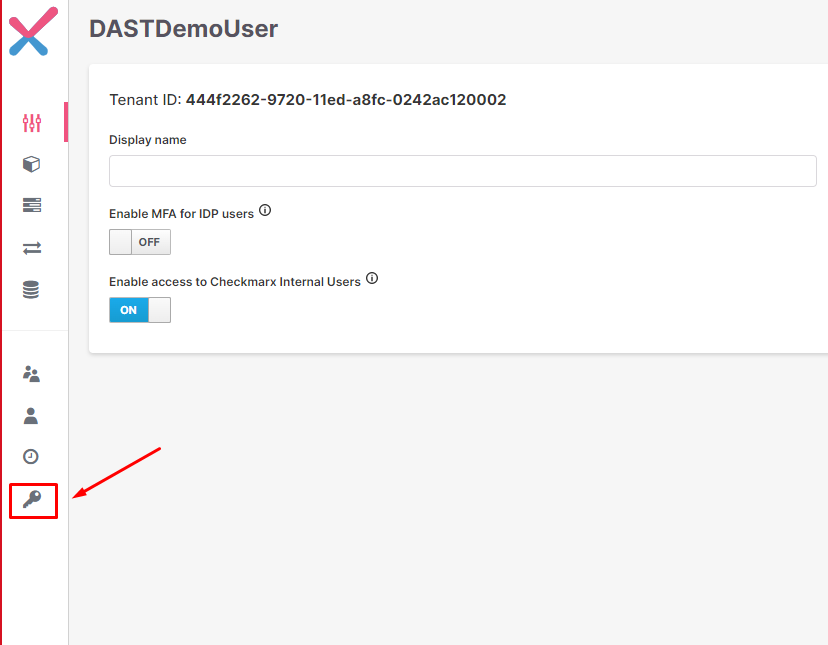 DASTDemoUser
Tenant ID: 444f2262-9720-11ed-a8fc-0242ac120002
Display name
Enable MFA for IDP users
OFF
Enable access to Checkmarx Internal Users
ON